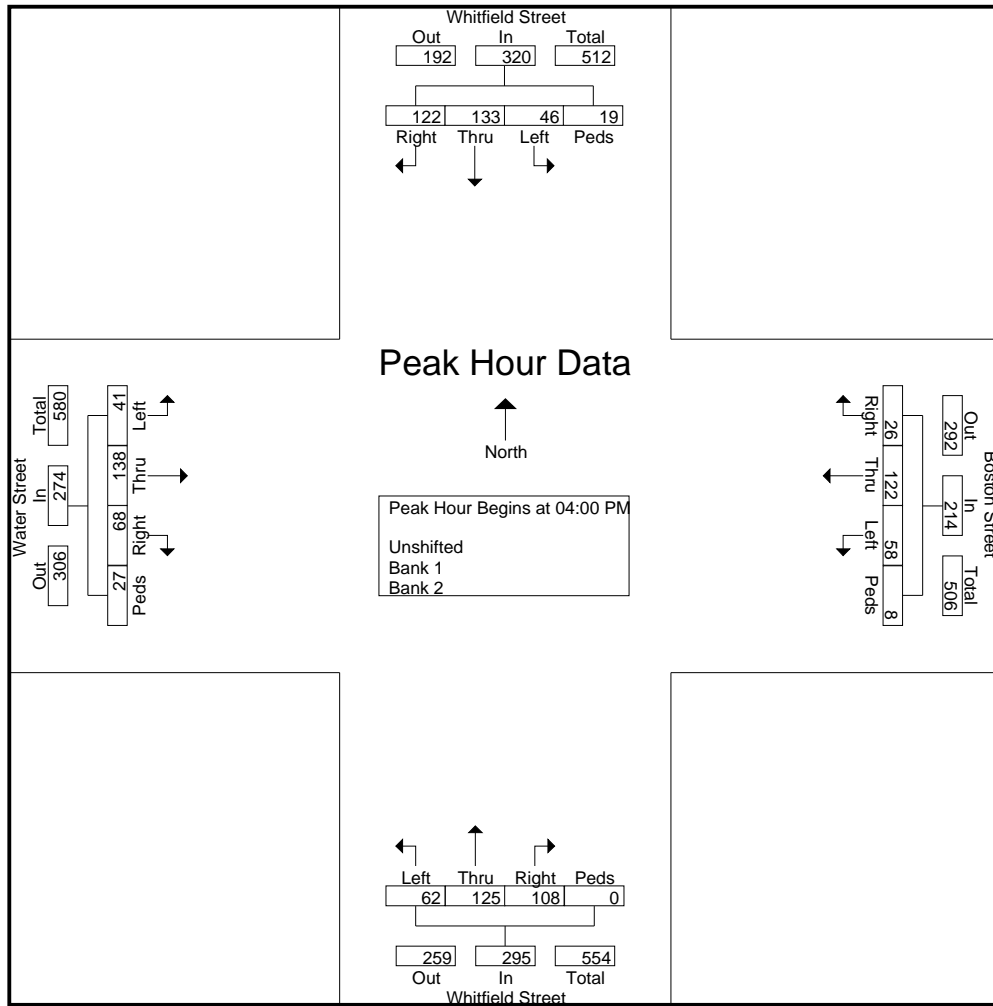 Whitfield Street
Out In Total
192 320 512
122 133 46 19
Right Thru Left Peds
Peak Hour Data
North
Peak Hour Begins at 04:00 PM
Unshifted
Bank 1
Bank 2
Water Street
Out In Total
306 274 580
27 68 138 41
Peds Right Thru Left
Boston Street
Out In Total
292 214 506
26 122 58 8
Right Thru Left Peds
Left Thru Right Peds
62 125 108 0
259 295 554
Out In Total
Whitfield Street